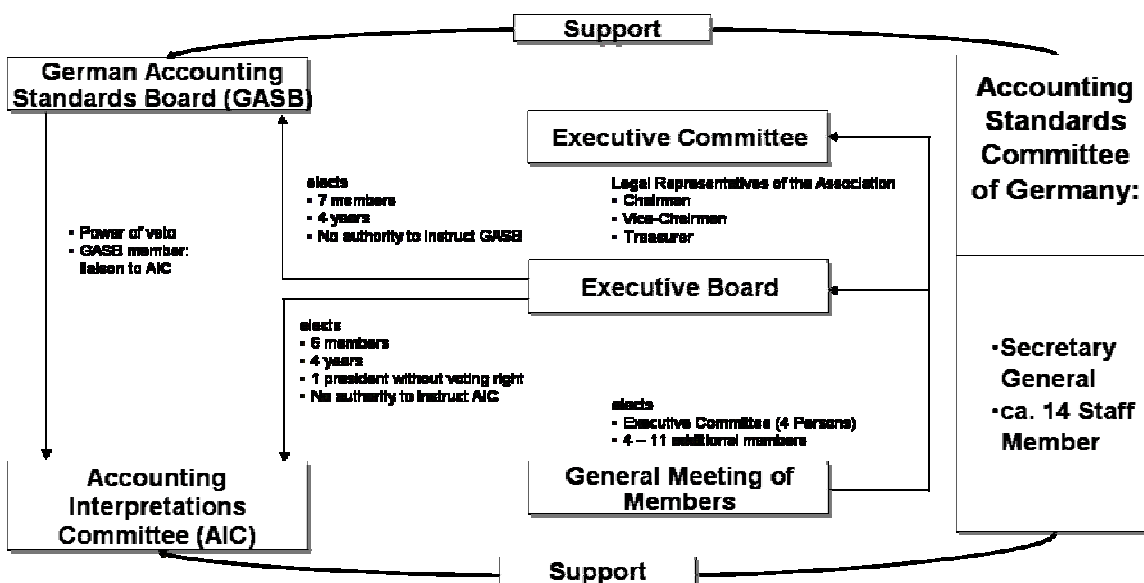 Support
German Accounting
Standards Board (GASB)
Accounting
Standards
Committee
of Germany:
Executive Committee
elects
• 7 members
• 4 years
• No authority to instruct GASB
Legal Representatives of the Association
• Chairman
• Vice-Chairman
• Treasurer
• Power of veto
• GASB member:
liaison to AIC
Executive Board
elects
• 6 members
• 4 years
• 1 president without voting right
• No authority to instruct AIC
•Secretary
General
•ca. 14 Staff
Member
elects
• Executive Committee (4 Persons)
• 4 – 11 additional members
General Meeting of
Members
Accounting
Interpretations
Committee (AIC)
Support